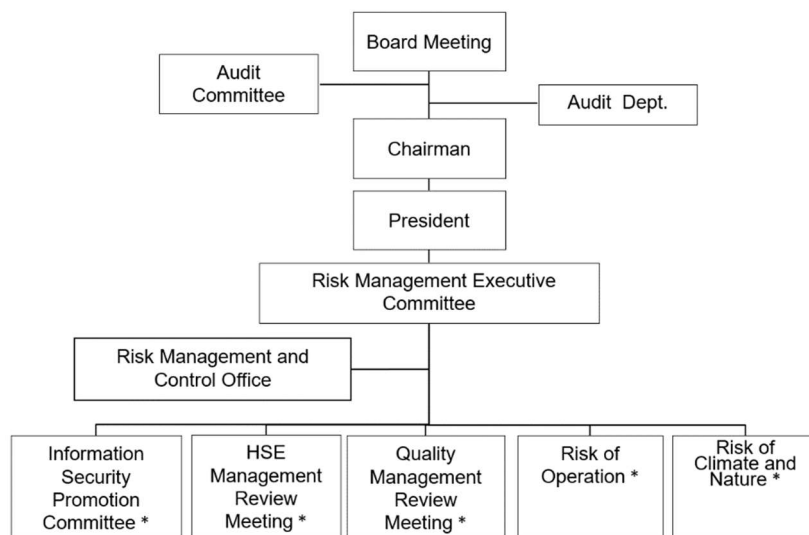 Board Meeting
Audit
Committee
Audit Dept.
Chairman
President
Risk Management Executive
Committee
Risk Management and
Control Office
Information
Security
Promotion
Committee *
HSE
Management
Review
Meeting *
Quality
Management
Review
Meeting *
Risk of
Operation *
Risk of
Climate and
Nature *